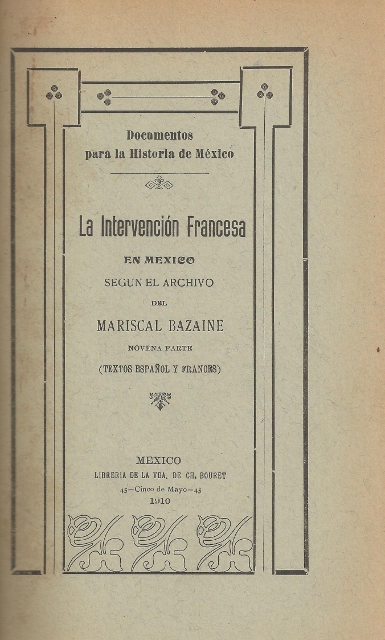 Documentos
para la Historia de México
La Intervención Francesa
EN MEXICO
SEGUN EL ARCHIVO
DEL
MARISCAL BAZAINE
NOVENA PARTE
(TEXTOS ESPAÑOL Y FRANCES)
MEXICO
LIBRERIA DE LA VDA. DE CH. BOURET
45—Cinco de Mayo—45
1910